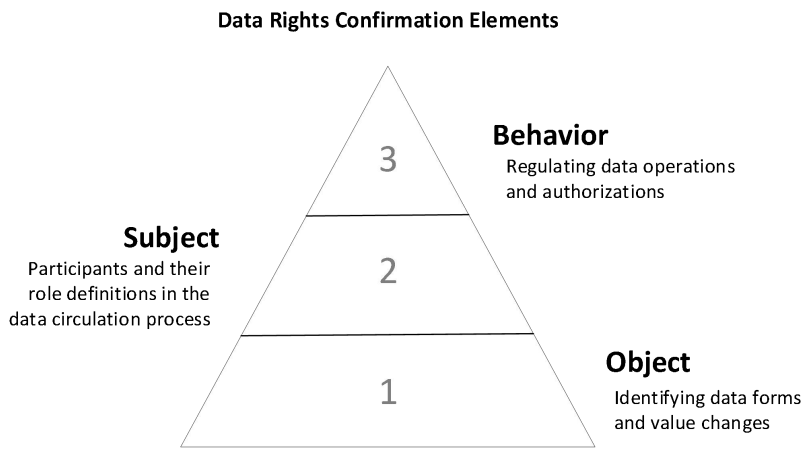 Data Rights Confirmation Elements
3
Behavior
Regulating data operations
and authorizations
Subject
Participants and their
role definitions in the
data circulation process
2
1
Object
Identifying data forms
and value changes